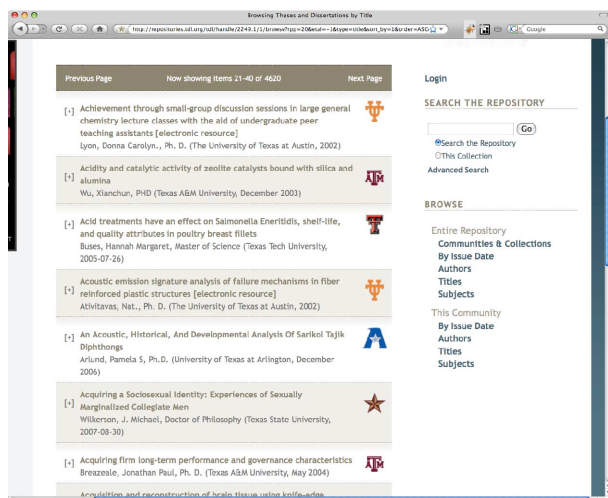 Browsing Theses and Dissertations by Title
http://repositories.tdl.org/tdl/handle/2249.1/1/browse?rpp=20&etal=-1&type=title&sort_by=1&order=ASC
Google
Previous Page
Now showing items 21-40 of 4620
Next Page
[+] Achievement through small-group discussion sessions in large general
chemistry lecture classes with the aid of undergraduate peer
teaching assistants [electronic resource]
Lyon, Donna Carolyn., Ph. D. (The University of Texas at Austin, 2002)
[+] Acidity and catalytic activity of zeolite catalysts bound with silica and
alumina
Wu, Xianchun, PHD (Texas A&M University, December 2003)
[+] Acid treatments have an effect on Salmonella Eneritidis, shelf-life,
and quality attributes in poultry breast fillets
Buses, Hannah Margaret, Master of Science (Texas Tech University,
2005-07-26)
[+] Acoustic emission signature analysis of failure mechanisms in fiber
reinforced plastic structures [electronic resource]
Ativitavas, Nat., Ph. D. (The University of Texas at Austin, 2002)
[+] An Acoustic, Historical, And Developmental Analysis Of Sarikol Tajik
Diphthongs
Arlund, Pamela S, Ph.D. (University of Texas at Arlington, December
2006)
[+] Acquiring a Sociosexual Identity: Experiences of Sexually
Marginalized Collegiate Men
Wilkerson, J. Michael, Doctor of Philosophy (Texas State University,
2007-08-30)
[+] Acquiring firm long-term performance and governance characteristics
Breazeale, Jonathan Paul, Ph. D. (Texas A&M University, May 2004)
Acquisition and reconstruction of brain tissue using knife-edge
Login
SEARCH THE REPOSITORY
Go
Search the Repository
This Collection
Advanced Search
BROWSE
Entire Repository
Communities & Collections
By Issue Date
Authors
Titles
Subjects
This Community
By Issue Date
Authors
Titles
Subjects